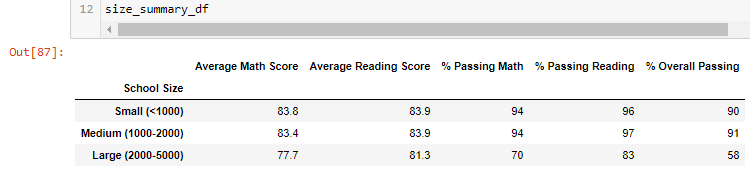 12 size_summary_df
Out[87]:
Average Math Score Average Reading Score % Passing Math % Passing Reading % Overall Passing
School Size
Small (<1000) 83.8 83.9 94 96 90
Medium (1000-2000) 83.4 83.9 94 97 91
Large (2000-5000) 77.7 81.3 70 83 58